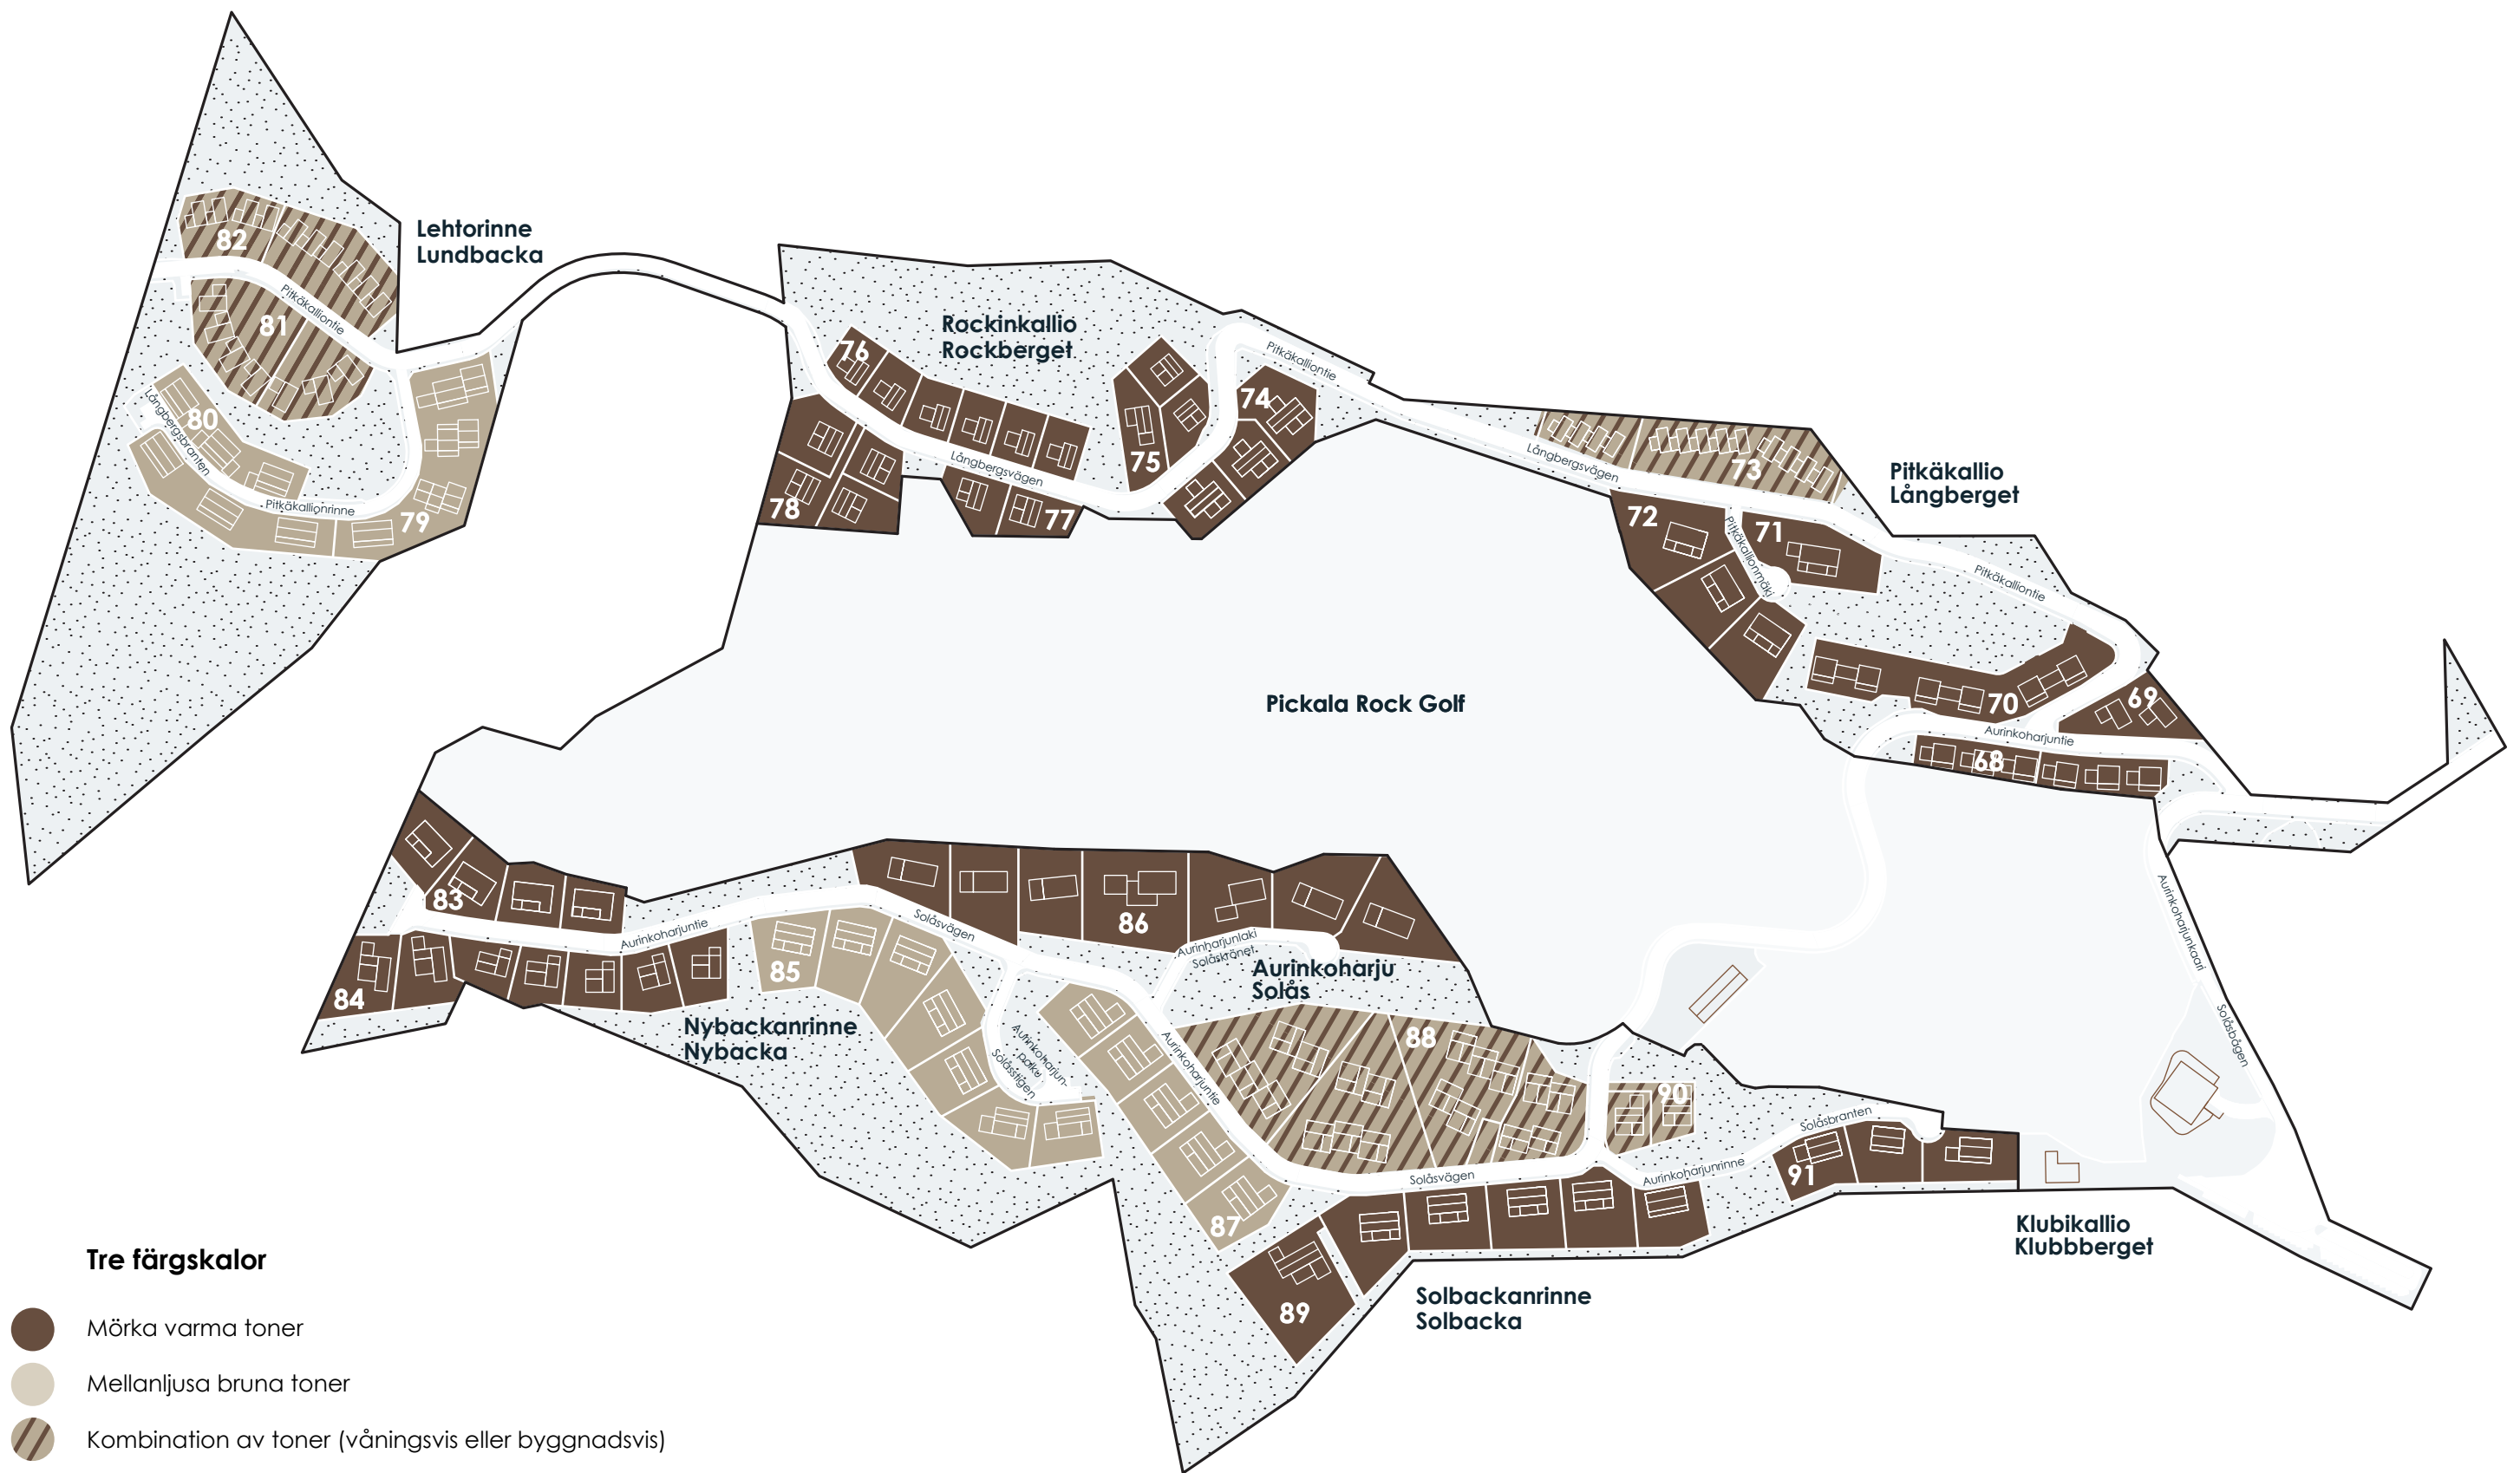 Lehtorinne
Lundbacka
82
Pitkäkalliontie
81
80
Långbergsbranten
Pitkäkallionrinne
79
Rockinkallio
Rockberget
76
Pitkäkalliontie
74
75
Långbergsvägen
78
77
Långbergsvägen
73
Pitkäkallio
Långberget
72
71
Pitkäkallionmäki
Pitkäkalliontie
70
69
Aurinkoharjuntie
68
Pickala Rock Golf
83
84
Aurinkoharjuntie
85
Solåsvägen
86
Aurinharjunlaki
Solåskrönet
Aurinkoharju
Solås
Aurinkoharjunkaari
Solåsbågen
Nybackanrinne
Nybacka
Aurinkoharjun-
polku
Solåsstigen
Aurinkoharjuntie
88
90
Solåsbranten
Aurinkoharjunrinne
91
Solåsvägen
87
89
Klubikallio
Klubbberget
Solbackanrinne
Solbacka
Tre färgskalor
Mörka varma toner
Mellanljusa bruna toner
Kombination av toner (våningsvis eller byggnadsvis)